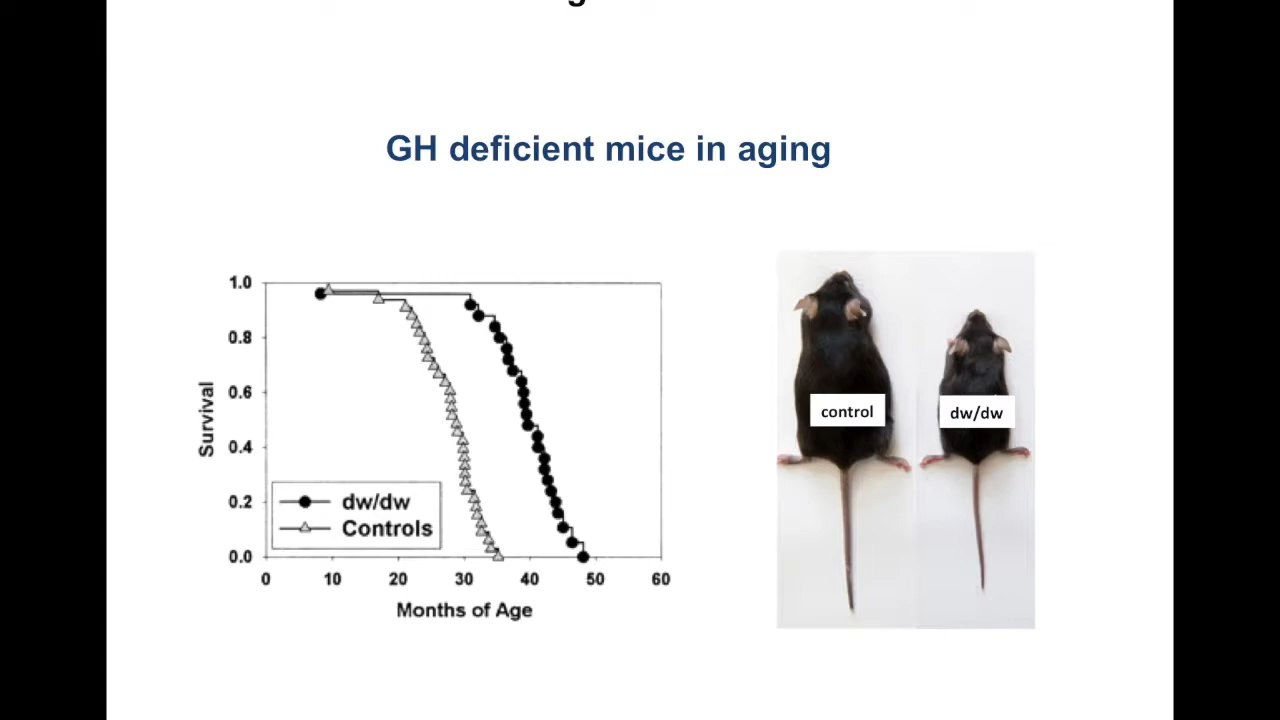 GH deficient mice in aging
1.0
0.8
0.6
0.4
0.2
0.0
Survival
dw/dw
Controls
0
10
20
30
40
50
60
Months of Age
control
dw/dw